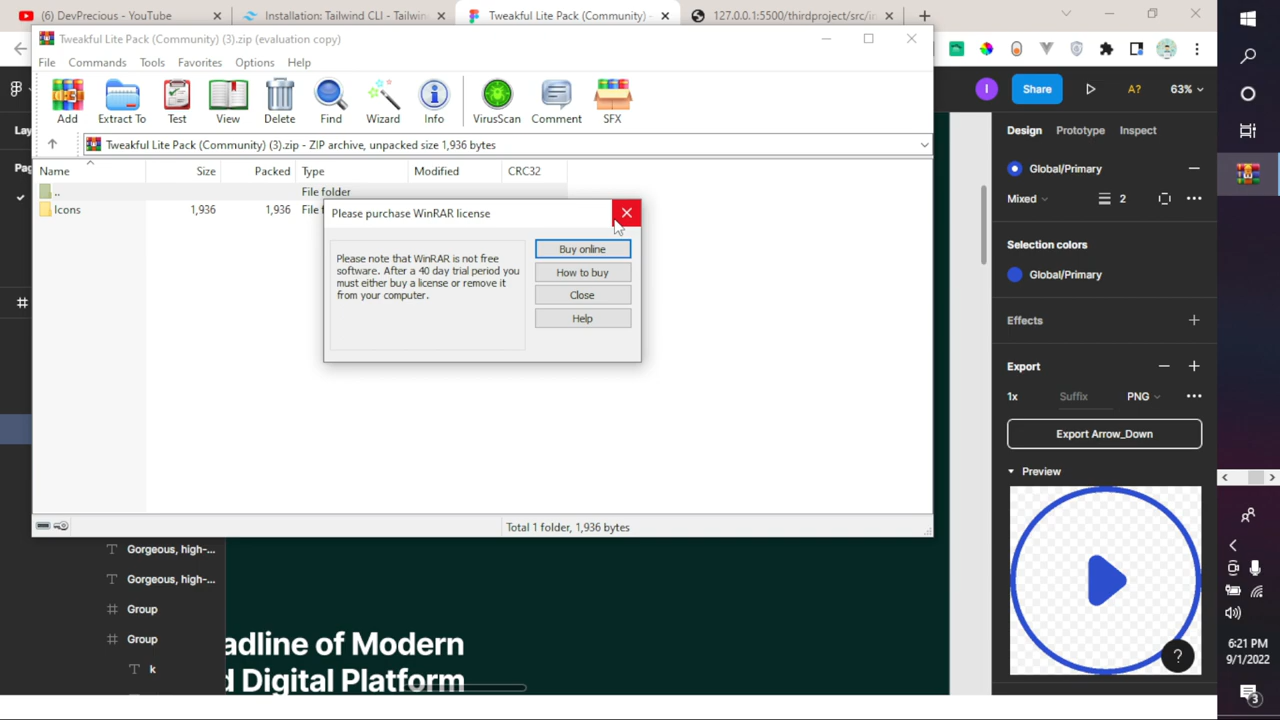 (6) DevPrecious - YouTube
Installation: Tailwind CLI - Tailwin
Tweakful Lite Pack (Community) -
127.0.0.1:5500/thirdproject/src/in
Tweakful Lite Pack (Community) (3).zip (evaluation copy)
File Commands Tools Favorites Options Help
Add Extract To Test View Delete Find Wizard Info VirusScan Comment SFX
Tweakful Lite Pack (Community) (3).zip - ZIP archive, unpacked size 1,936 bytes
Name Size Packed Type Modified CRC32
.. File folder
Icons 1,936 1,936 File f
Please purchase WinRAR license
Please note that WinRAR is not free
software. After a 40 day trial period you
must either buy a license or remove it
from your computer.
Buy online
How to buy
Close
Help
Total 1 folder, 1,936 bytes
Lay
Pag
Gorgeous, high-...
Gorgeous, high-...
Group
Group
T k
adline of Modern
d Digital Platform
I Share A? 63%
Design Prototype Inspect
Global/Primary
Mixed 2
Selection colors
Global/Primary
Effects
Export
1x Suffix PNG
Export Arrow_Down
Preview
?
6:21 PM
9/1/2022
3